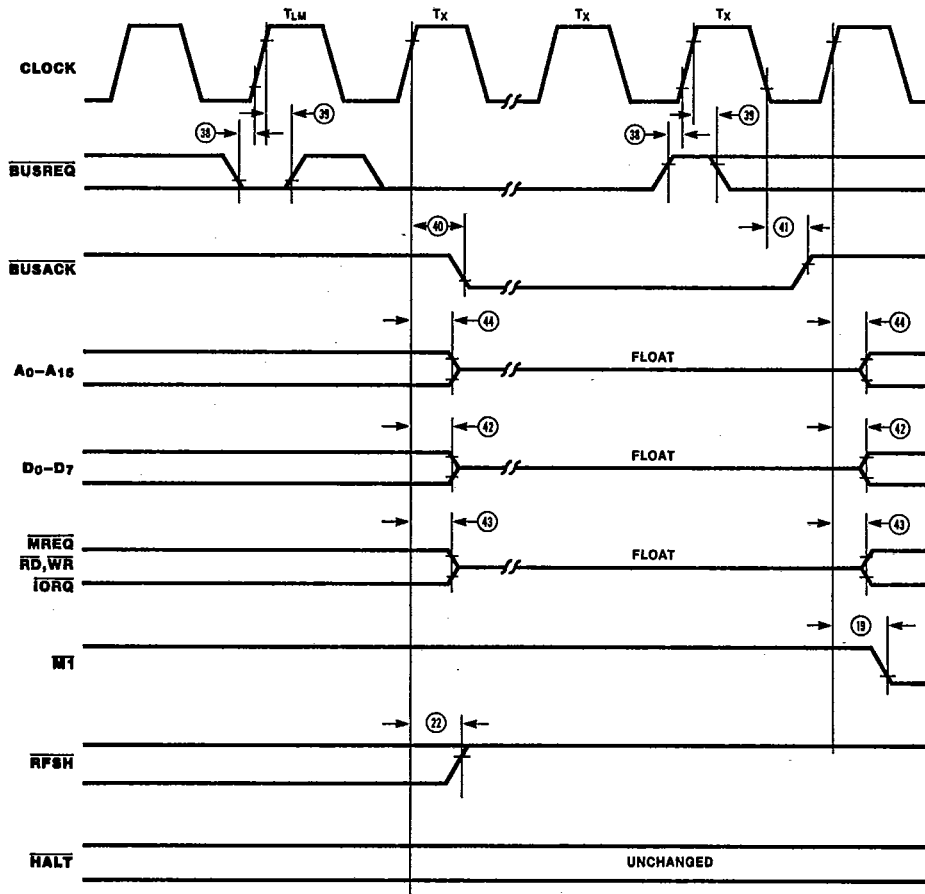 TLM TX TX TX
CLOCK
38 39 38 39
BUSREQ
40 41
BUSACK
44 44
A0–A15 FLOAT
42 42
D0–D7 FLOAT
43 43
MREQ
RD,WR FLOAT
IORQ
19
M1
22
RFSH
HALT UNCHANGED